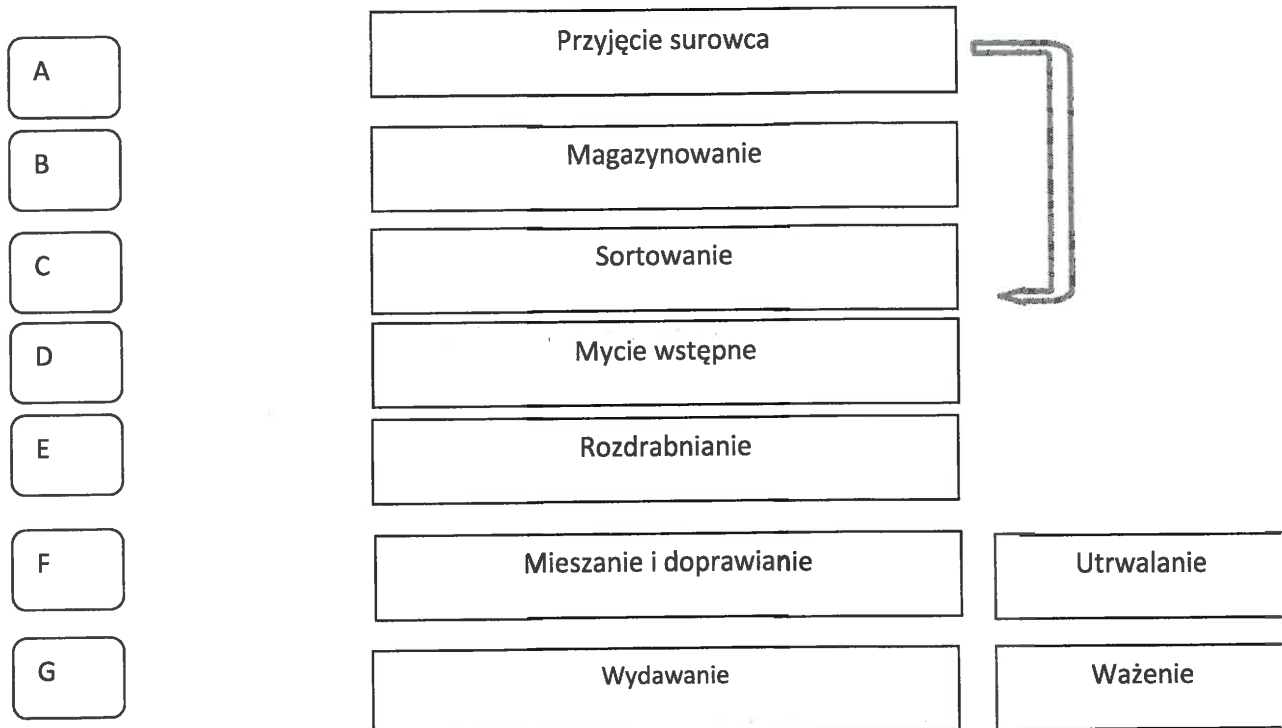 A
Przyjęcie surowca
B
Magazynowanie
C
Sortowanie
D
Mycie wstępne
E
Rozdrabnianie
F
Mieszanie i doprawianie
Utrwalanie
G
Wydawanie
Ważenie